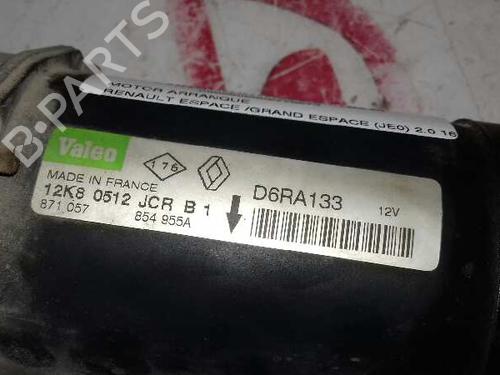 MOTOR ARRANQUE
RENAULT ESPACE /GRAND ESPACE (JE0) 2.0 16
B-PARTS
Valeo
176
MADE IN FRANCE
12K8 0512 JCR B 1
871.057
854 955A
D6RA133
12V